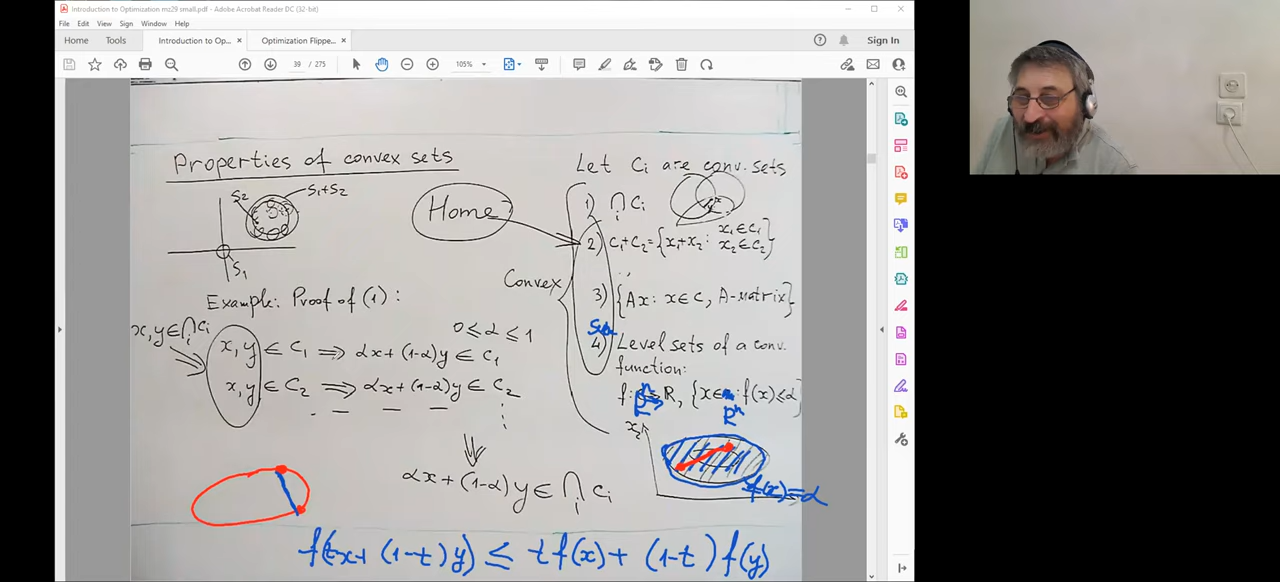 Introduction to Optimization mz29 small.pdf - Adobe Acrobat Reader DC (32-bit)
File Edit View Sign Window Help
Home Tools Introduction to Op... × Optimization Flippe... × Sign In
39 / 275 105%
Properties of convex sets
S2 S1+S2
S1
Home
Example: Proof of (1):
x,y ∈ ⋂i Ci
0 ≤ α ≤ 1
x,y ∈ C1 ⟹ αx+(1-α)y ∈ C1
x,y ∈ C2 ⟹ αx+(1-α)y ∈ C2
αx+(1-α)y ∈ ⋂i Ci
Let Ci are conv. sets
Convex
1) ⋂i Ci
2) C1+C2={x1+x2: x1∈C1, x2∈C2}
3) {Ax: x∈C, A-matrix}
Sub
4) Level sets of a conv.
function:
R, {x∈ R^n : f(x)≤α}
x2
f(x)=α
f(tx+(1-t)y) ≤ tf(x)+(1-t)f(y)